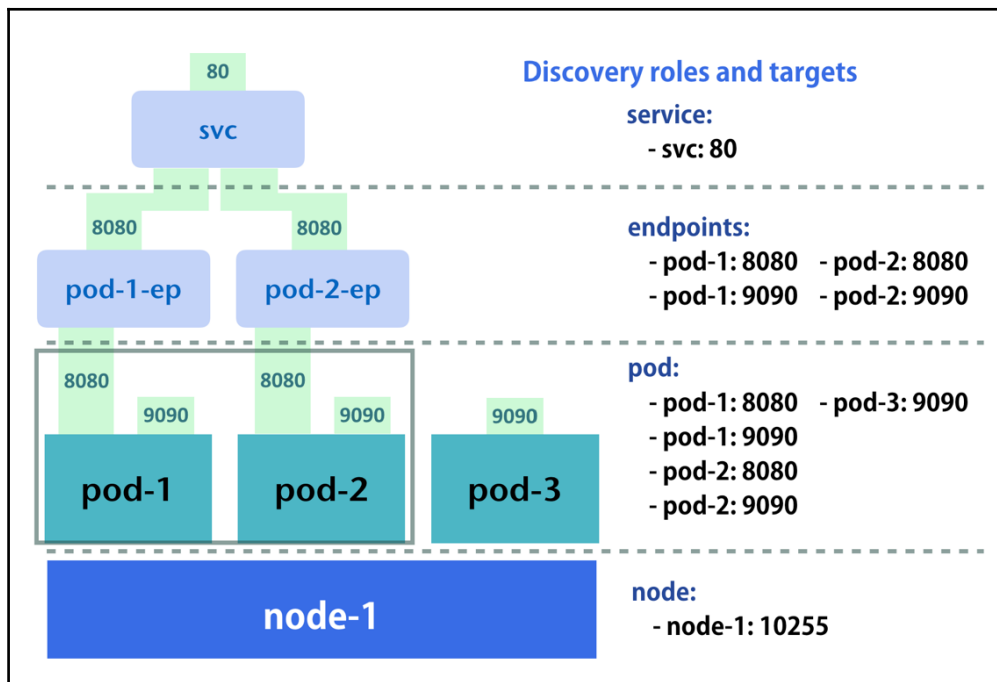 80
svc
8080
8080
pod-1-ep
pod-2-ep
8080
8080
9090
9090
9090
pod-1
pod-2
pod-3
node-1
Discovery roles and targets
service:
- svc: 80
endpoints:
- pod-1: 8080 - pod-2: 8080
- pod-1: 9090 - pod-2: 9090
pod:
- pod-1: 8080 - pod-3: 9090
- pod-1: 9090
- pod-2: 8080
- pod-2: 9090
node:
- node-1: 10255